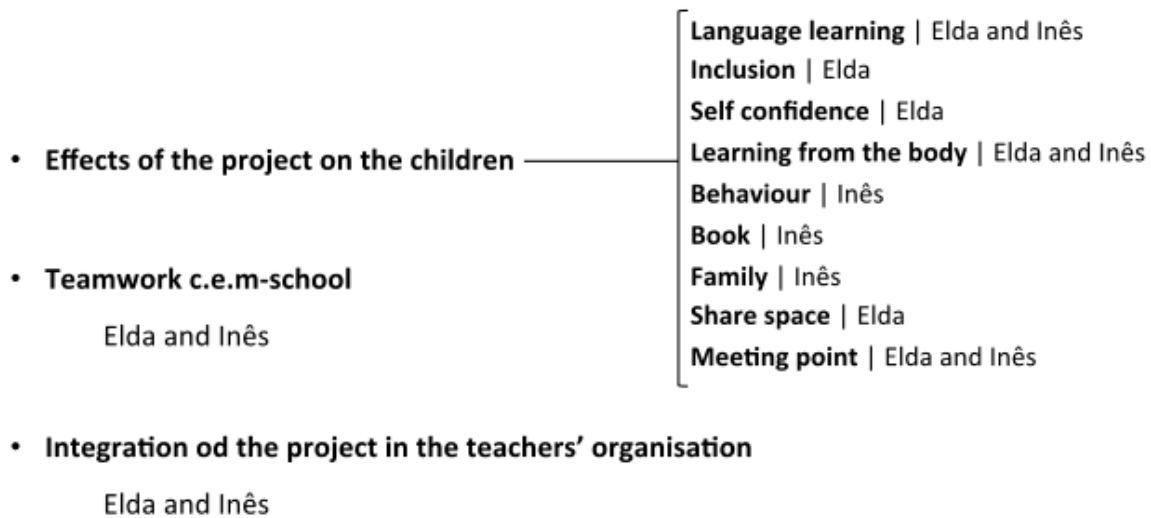 • Effects of the project on the children
Language learning | Elda and Inês
Inclusion | Elda
Self confidence | Elda
Learning from the body | Elda and Inês
Behaviour | Inês
Book | Inês
Family | Inês
Share space | Elda
Meeting point | Elda and Inês
• Teamwork c.e.m-school
Elda and Inês
• Integration od the project in the teachers’ organisation
Elda and Inês